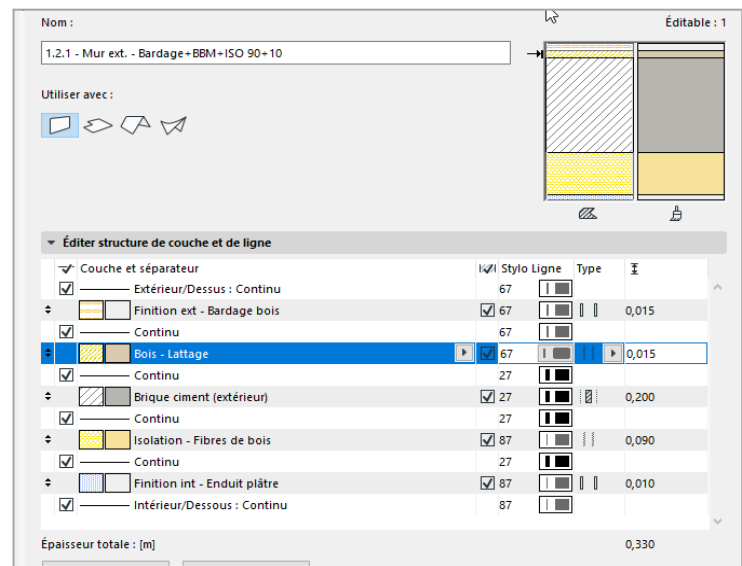 Nom :
Éditable : 1
1.2.1 - Mur ext. - Bardage+BBM+ISO 90+10
Utiliser avec :
Éditer structure de couche et de ligne
Couche et séparateur Stylo Ligne Type
Extérieur/Dessus : Continu 67
Finition ext - Bardage bois 67 0,015
Continu 67
Bois - Lattage 67 0,015
Continu 27
Brique ciment (extérieur) 27 0,200
Continu 27
Isolation - Fibres de bois 87 0,090
Continu 27
Finition int - Enduit plâtre 87 0,010
Intérieur/Dessous : Continu 87
Épaisseur totale : [m] 0,330